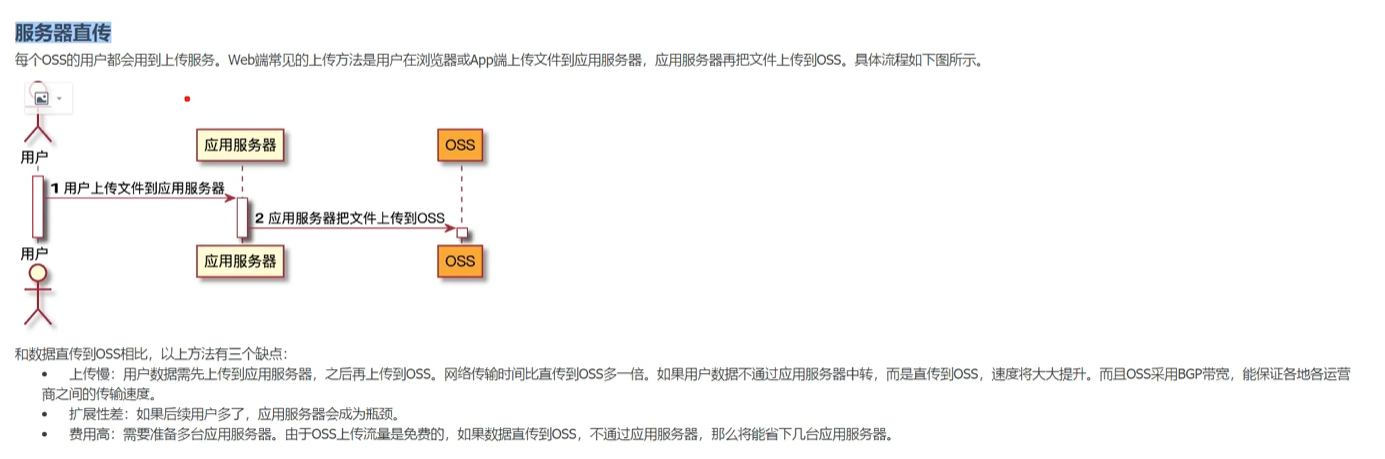 服务器直传
每个OSS的用户都会用到上传服务。Web端常见的上传方法是用户在浏览器或App端上传文件到应用服务器，应用服务器再把文件上传到OSS。具体流程如下图所示。
应用服务器
OSS
用户
1 用户上传文件到应用服务器
2 应用服务器把文件上传到OSS
用户
应用服务器
OSS
和数据直传到OSS相比，以上方法有三个缺点：
• 上传慢：用户数据需先上传到应用服务器，之后再上传到OSS。网络传输时间比直传到OSS多一倍。如果用户数据不通过应用服务器中转，而是直传到OSS，速度将大大提升。而且OSS采用BGP带宽，能保证各地各运营
商之间的传输速度。
• 扩展性差：如果后续用户多了，应用服务器会成为瓶颈。
• 费用高：需要准备多台应用服务器。由于OSS上传流量是免费的，如果数据直传到OSS，不通过应用服务器，那么将能省下几台应用服务器。